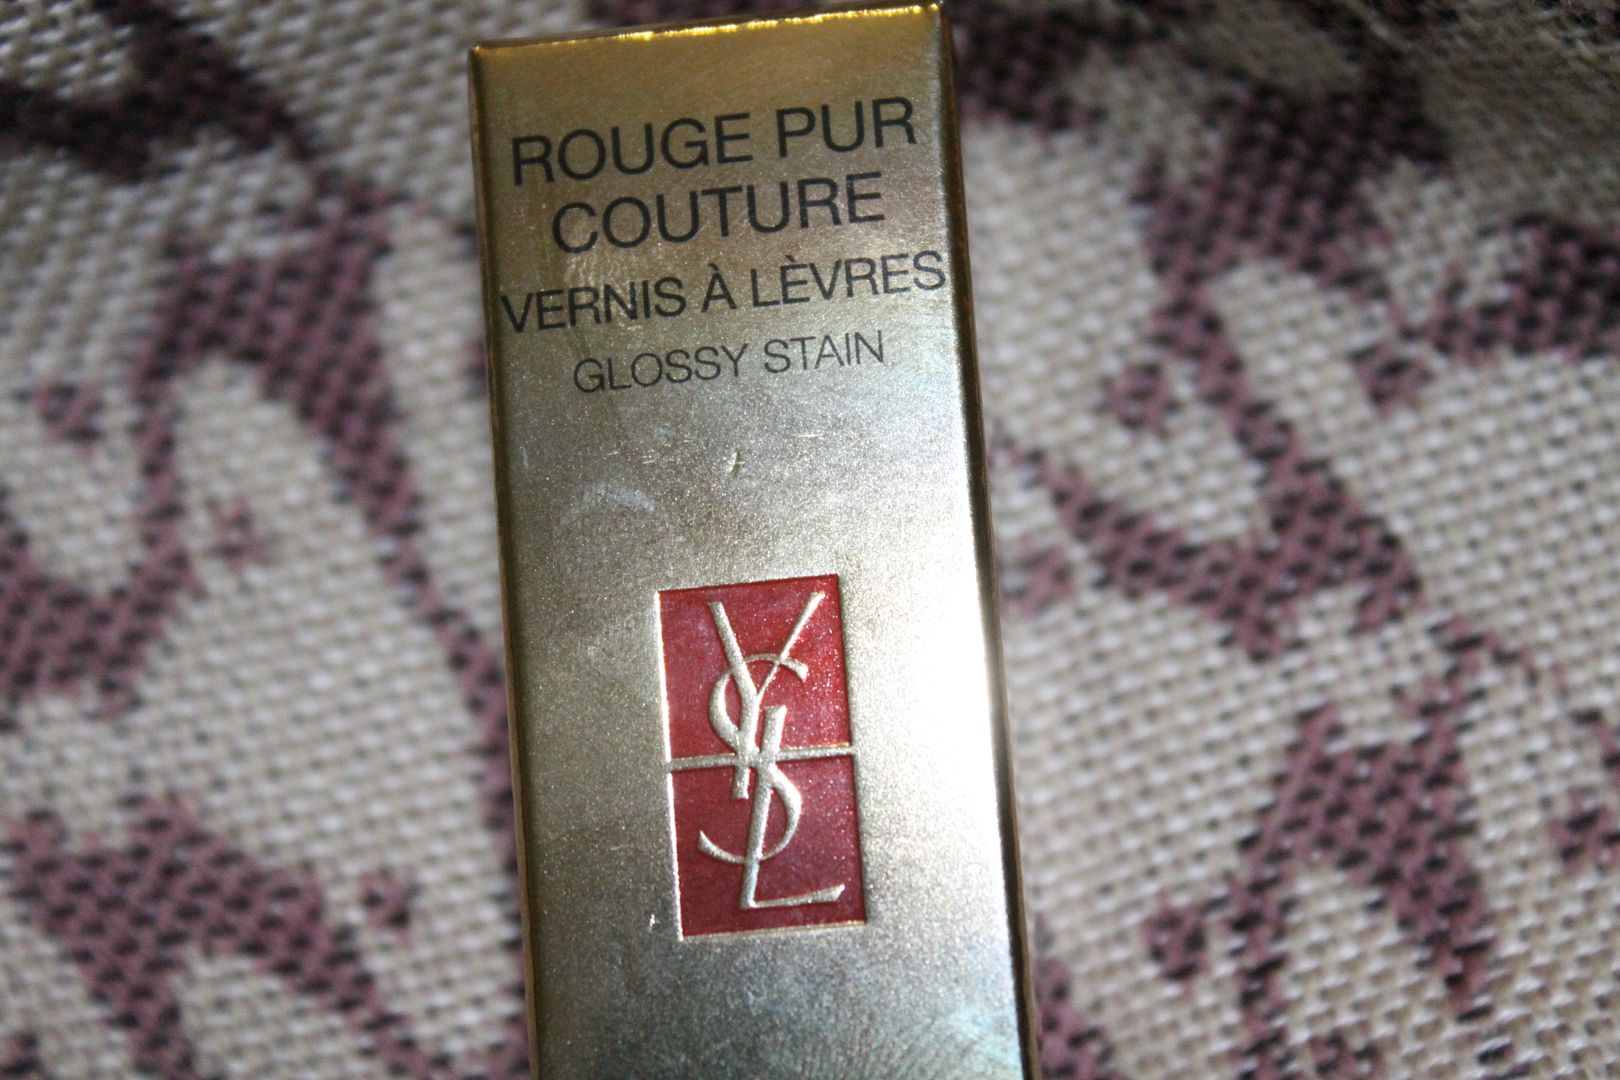 ROUGE PUR
COUTURE
VERNIS À LÈVRES
GLOSSY STAIN
YSL